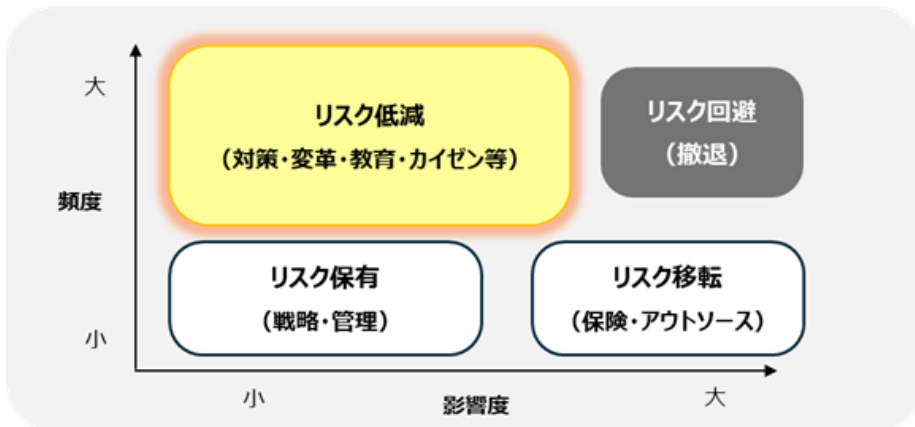 大
リスク低減
（対策・変革・教育・カイゼン等）
リスク回避
（撤退）
頻度
リスク保有
（戦略・管理）
リスク移転
（保険・アウトソース）
小
小
影響度
大